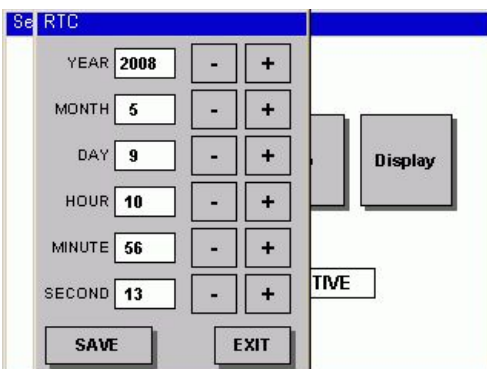 Se RTC
YEAR 2008 - +
MONTH 5 - +
DAY 9 - +
Display
HOUR 10 - +
MINUTE 56 - +
SECOND 13 - +
TIVE
SAVE EXIT